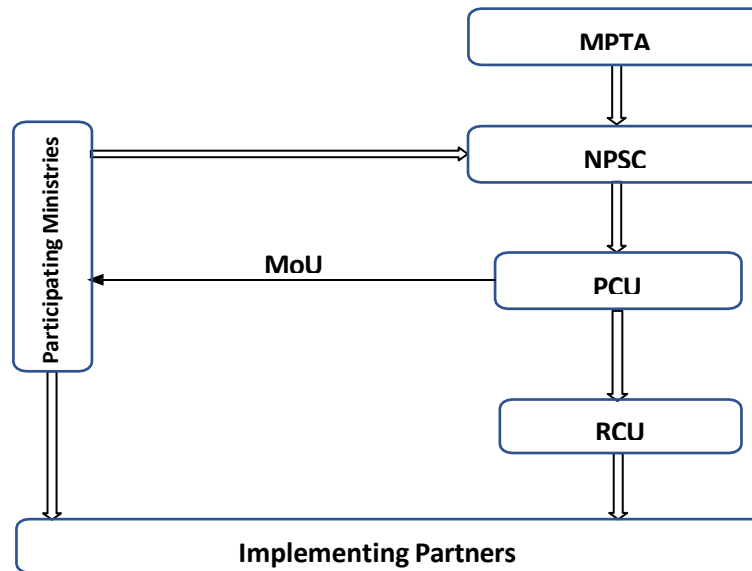 MPTA
NPSC
Participating Ministries
MoU
PCU
RCU
Implementing Partners